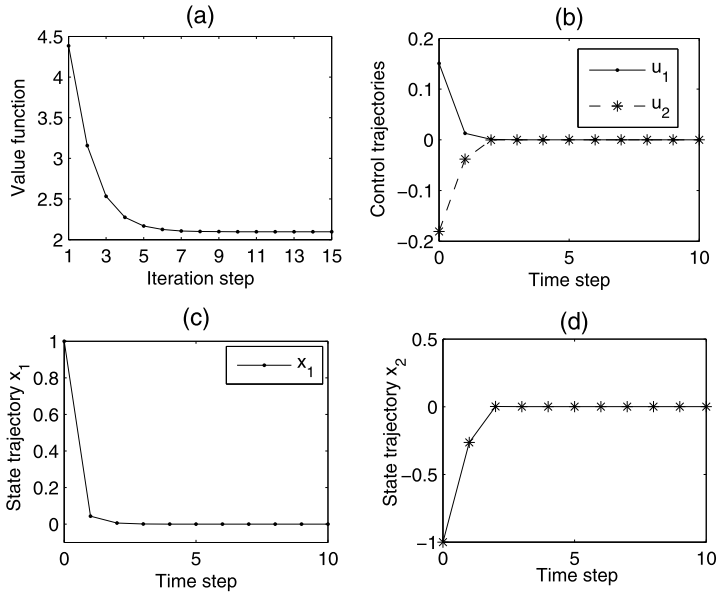 (a)
4.5
4
3.5
3
2.5
2
Value function
1 3 5 7 9 11 13 15
Iteration step
(b)
0.2
0.1
0
−0.1
−0.2
Control trajectories
u1
u2
0 5 10
Time step
(c)
1
0.8
0.6
0.4
0.2
0
State trajectory x1
x1
0 5 10
Time step
(d)
0.5
0
−0.5
−1
State trajectory x2
0 5 10
Time step